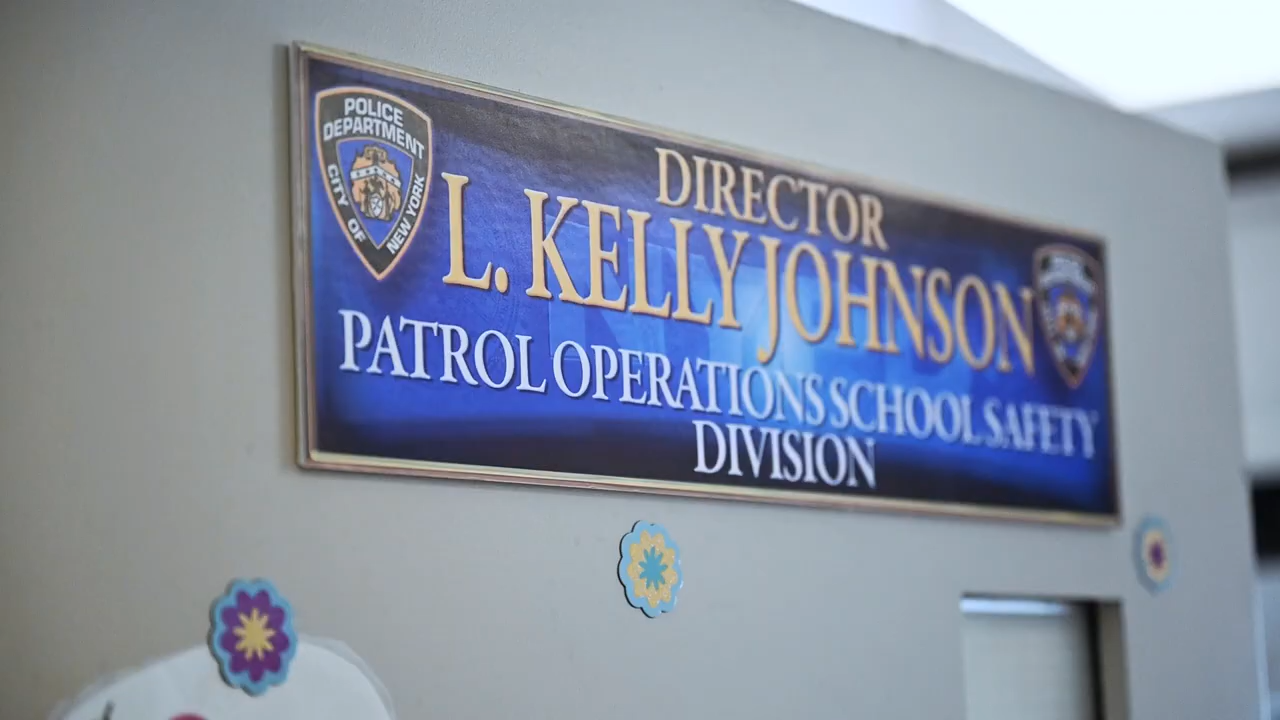 POLICE
DEPARTMENT
CITY OF
NEW YORK
DIRECTOR
L. KELLY JOHNSON
PATROL OPERATIONS SCHOOL SAFETY
DIVISION